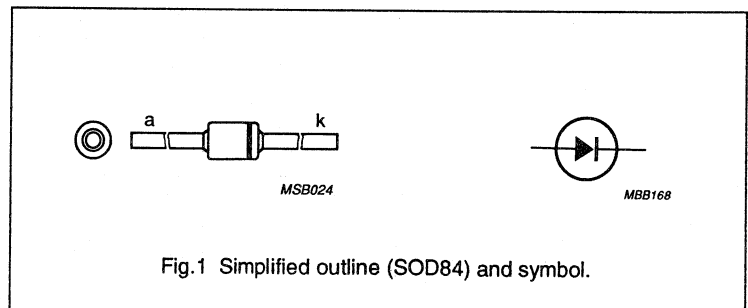 a
k
MSB024
MBB168
Fig.1 Simplified outline (SOD84) and symbol.